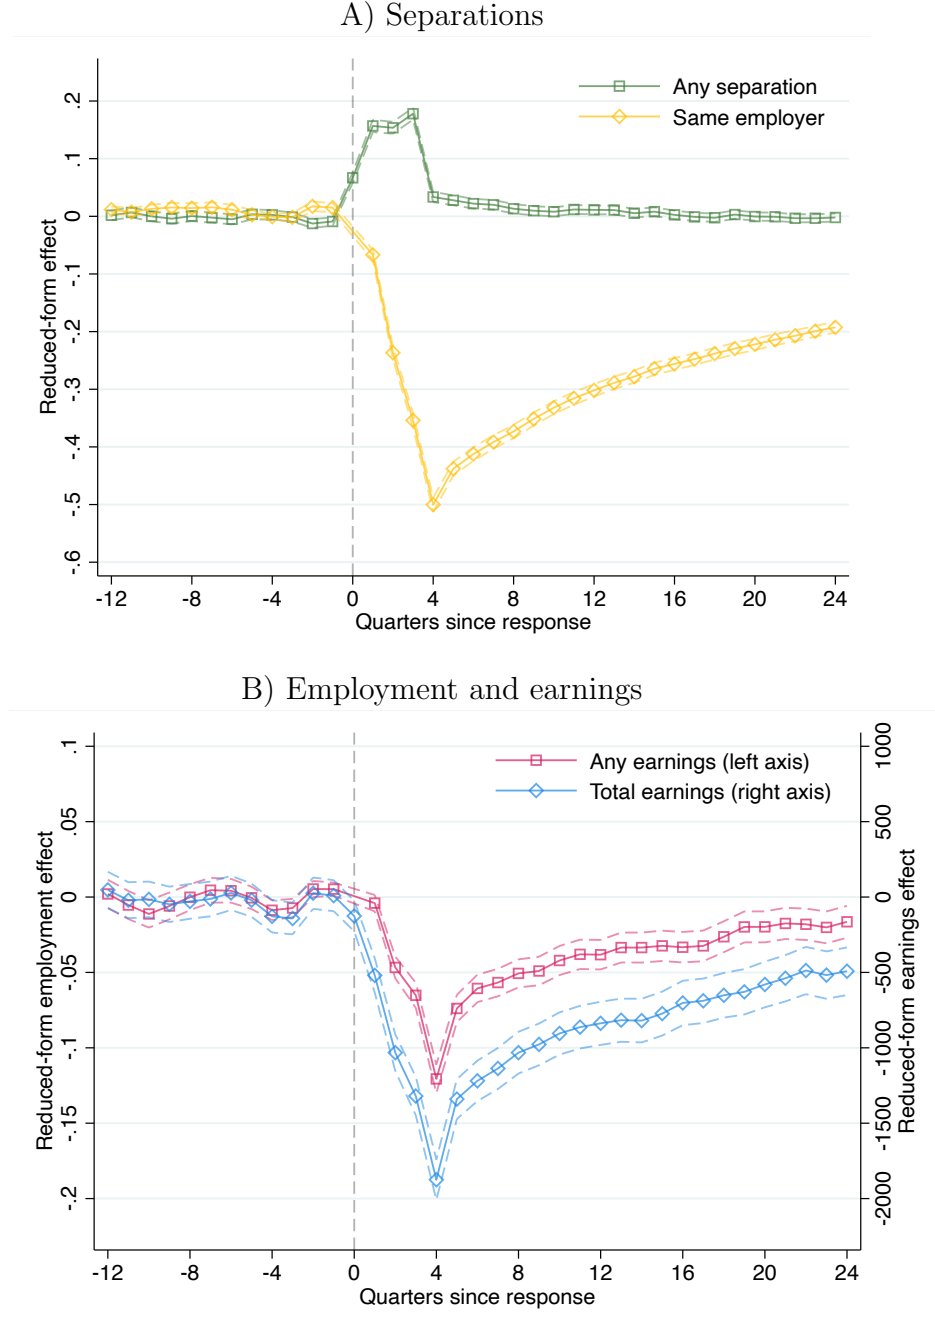 A) Separations
Any separation
Same employer
Reduced-form effect
.2
.1
0
-.1
-.2
-.3
-.4
-.5
-.6
-12 -8 -4 0 4 8 12 16 20 24
Quarters since response
B) Employment and earnings
Any earnings (left axis)
Total earnings (right axis)
Reduced-form employment effect
.1
.05
0
-.05
-.1
-.15
-.2
1000
500
0
-500
-1000
-1500
-2000
Reduced-form earnings effect
-12 -8 -4 0 4 8 12 16 20 24
Quarters since response